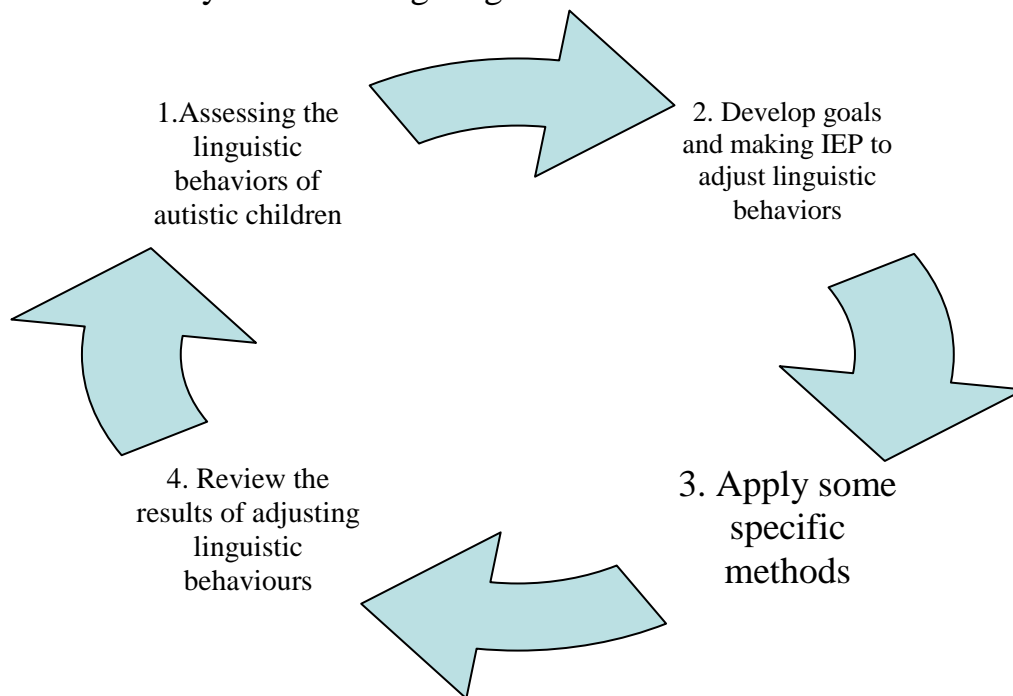 1.Assessing the
linguistic
behaviors of
autistic children
2. Develop goals
and making IEP to
adjust linguistic
behaviors
3. Apply some
specific
methods
4. Review the
results of adjusting
linguistic
behaviours